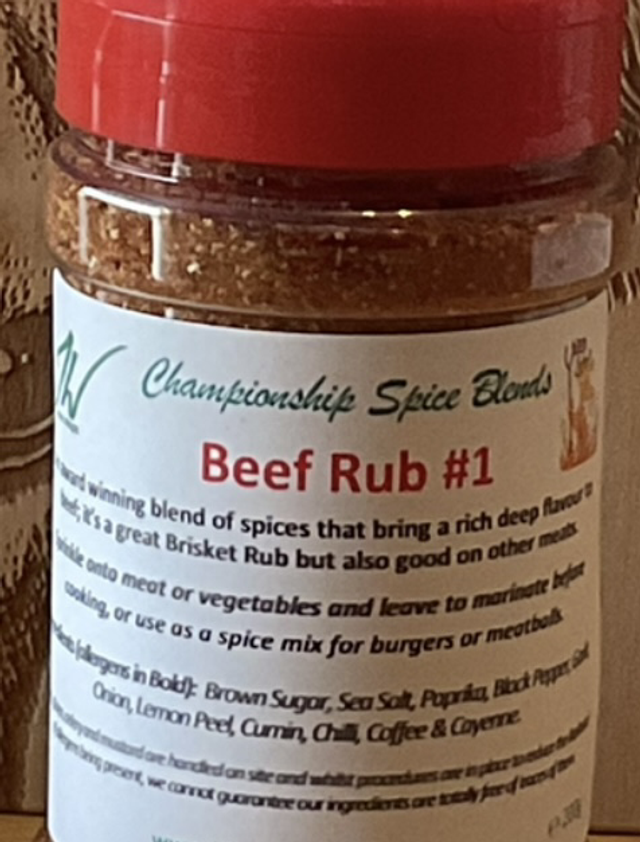 JW Championship Spice Blends
Beef Rub #1
award winning blend of spices that bring a rich deep flavour to
beef; it's a great Brisket Rub but also good on other meats.
Sprinkle onto meat or vegetables and leave to marinate before
cooking, or use as a spice mix for burgers or meatballs.
(allergens in Bold): Brown Sugar, Sea Salt, Paprika, Black Pepper,
Onion, Lemon Peel, Cumin, Chilli, Coffee & Cayenne.
and mustard are handled on site and whilst procedures are in place to reduce the
being present, we cannot guarantee our ingredients are totally free of traces of